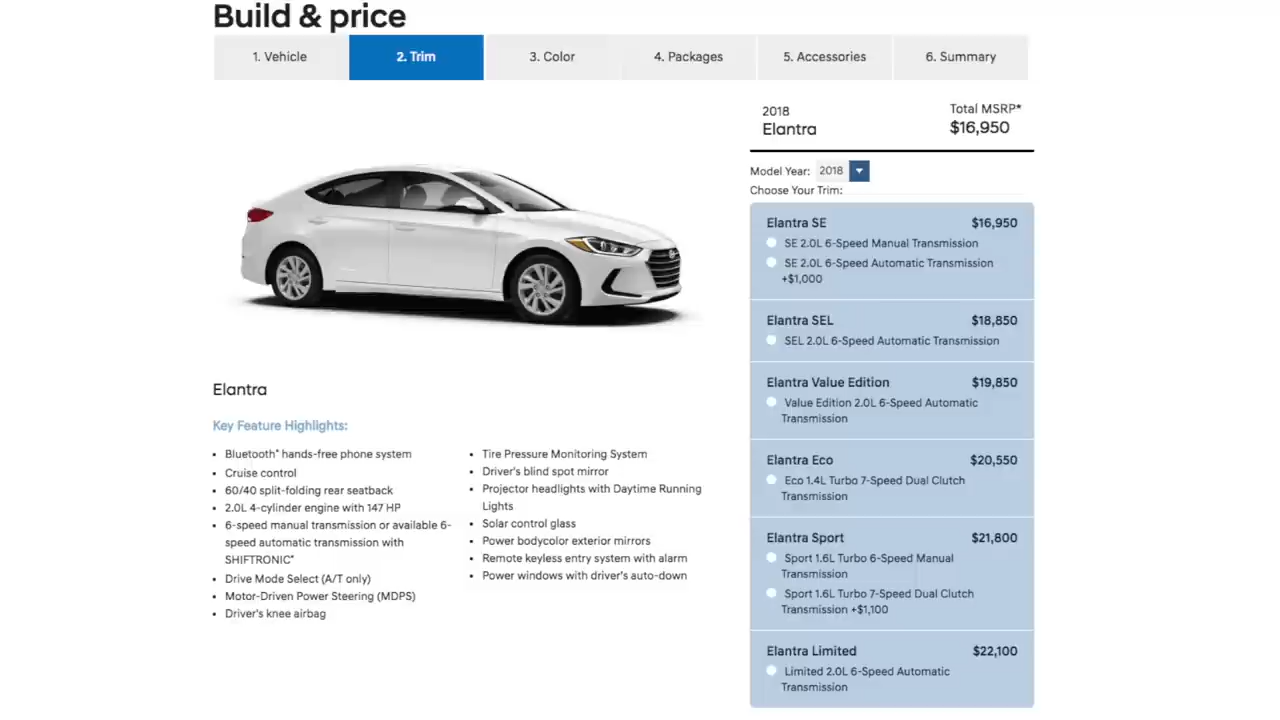 Build & price
1. Vehicle
2. Trim
3. Color
4. Packages
5. Accessories
6. Summary
2018
Elantra
Total MSRP*
$16,950
Model Year: 2018
Choose Your Trim:
Elantra SE $16,950
SE 2.0L 6-Speed Manual Transmission
SE 2.0L 6-Speed Automatic Transmission
+$1,000
Elantra SEL $18,850
SEL 2.0L 6-Speed Automatic Transmission
Elantra Value Edition $19,850
Value Edition 2.0L 6-Speed Automatic
Transmission
Elantra Eco $20,550
Eco 1.4L Turbo 7-Speed Dual Clutch
Transmission
Elantra Sport $21,800
Sport 1.6L Turbo 6-Speed Manual
Transmission
Sport 1.6L Turbo 7-Speed Dual Clutch
Transmission +$1,100
Elantra Limited $22,100
Limited 2.0L 6-Speed Automatic
Transmission
Elantra
Key Feature Highlights:
• Bluetooth® hands-free phone system
• Cruise control
• 60/40 split-folding rear seatback
• 2.0L 4-cylinder engine with 147 HP
• 6-speed manual transmission or available 6-
speed automatic transmission with
SHIFTRONIC®
• Drive Mode Select (A/T only)
• Motor-Driven Power Steering (MDPS)
• Driver's knee airbag
• Tire Pressure Monitoring System
• Driver's blind spot mirror
• Projector headlights with Daytime Running
Lights
• Solar control glass
• Power bodycolor exterior mirrors
• Remote keyless entry system with alarm
• Power windows with driver's auto-down